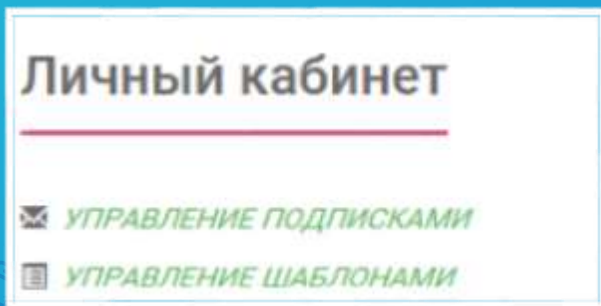 Личный кабинет
УПРАВЛЕНИЕ ПОДПИСКАМИ
УПРАВЛЕНИЕ ШАБЛОНАМИ